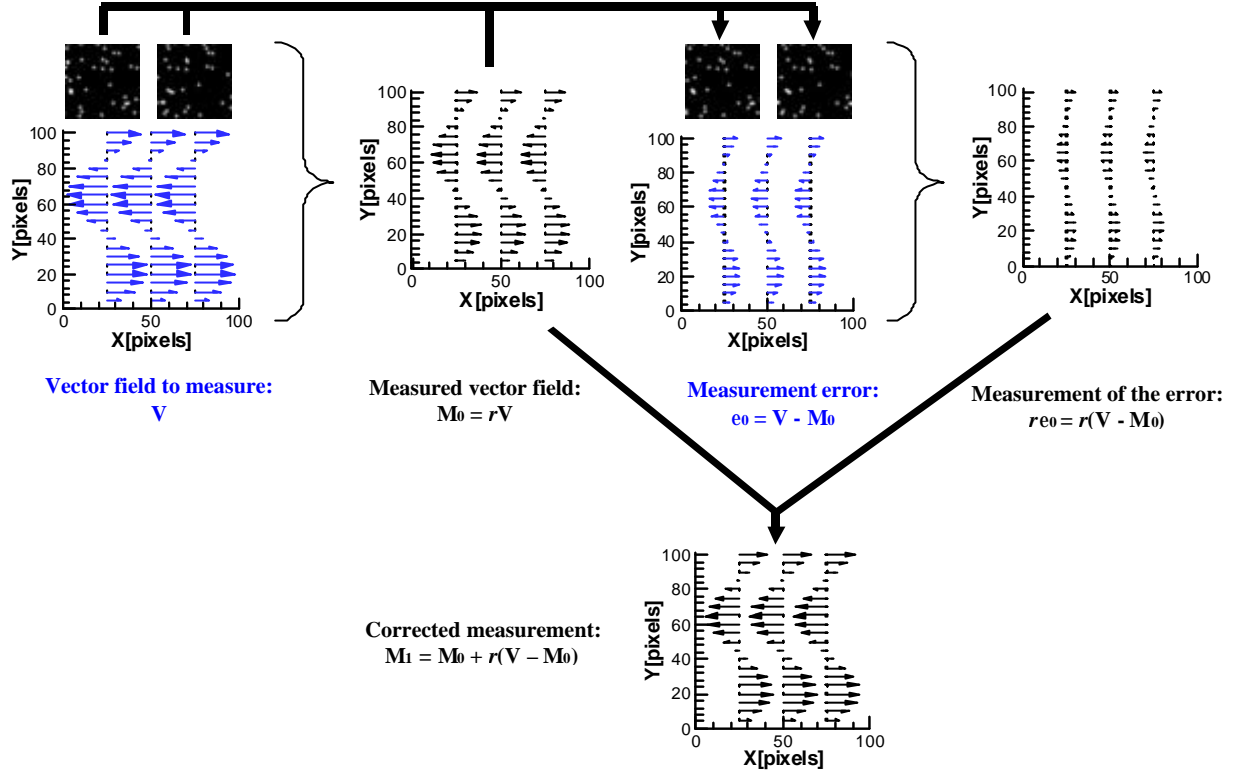 100
80
60
40
20
0
Y[pixels]
0 50 100
X[pixels]
100
80
60
40
20
0
Y[pixels]
0 50 100
X[pixels]
100
80
60
40
20
0
Y[pixels]
0 50 100
X[pixels]
100
80
60
40
20
0
Y[pixels]
0 50 100
X[pixels]
Vector field to measure:
V
Measured vector field:
M0 = rV
Measurement error:
e0 = V - M0
Measurement of the error:
re0 = r(V - M0)
Corrected measurement:
M1 = M0 + r(V – M0)
100
80
60
40
20
0
Y[pixels]
0 50 100
X[pixels]